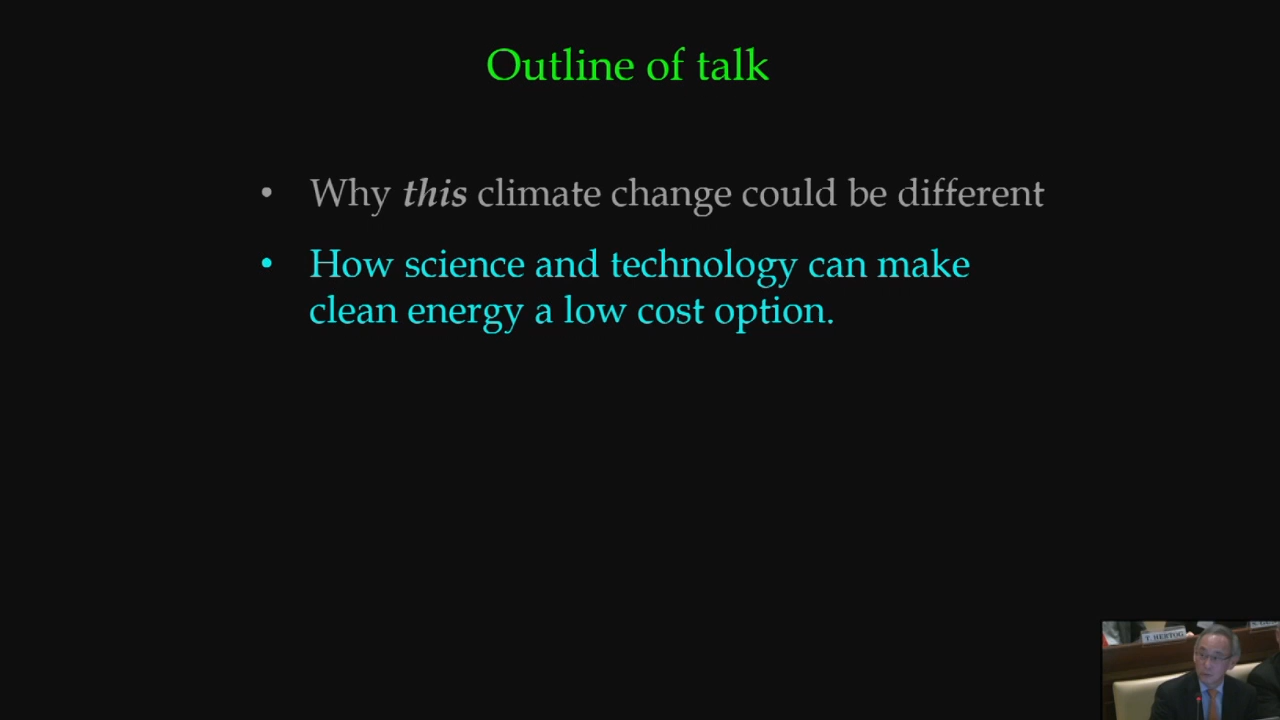 Outline of talk
• Why this climate change could be different
• How science and technology can make
clean energy a low cost option.
T. HERTOG